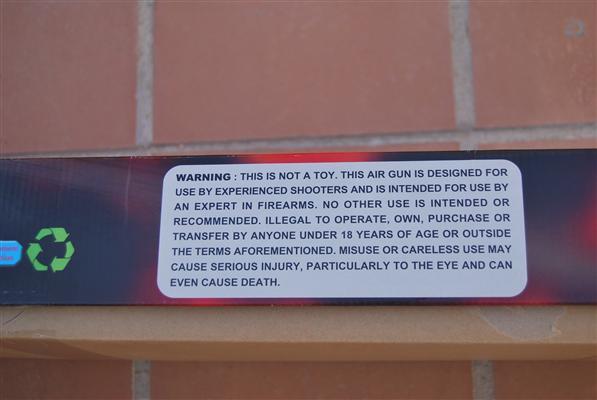 WARNING : THIS IS NOT A TOY. THIS AIR GUN IS DESIGNED FOR
USE BY EXPERIENCED SHOOTERS AND IS INTENDED FOR USE BY
AN EXPERT IN FIREARMS. NO OTHER USE IS INTENDED OR
RECOMMENDED. ILLEGAL TO OPERATE, OWN, PURCHASE OR
TRANSFER BY ANYONE UNDER 18 YEARS OF AGE OR OUTSIDE
THE TERMS AFOREMENTIONED. MISUSE OR CARELESS USE MAY
CAUSE SERIOUS INJURY, PARTICULARLY TO THE EYE AND CAN
EVEN CAUSE DEATH.